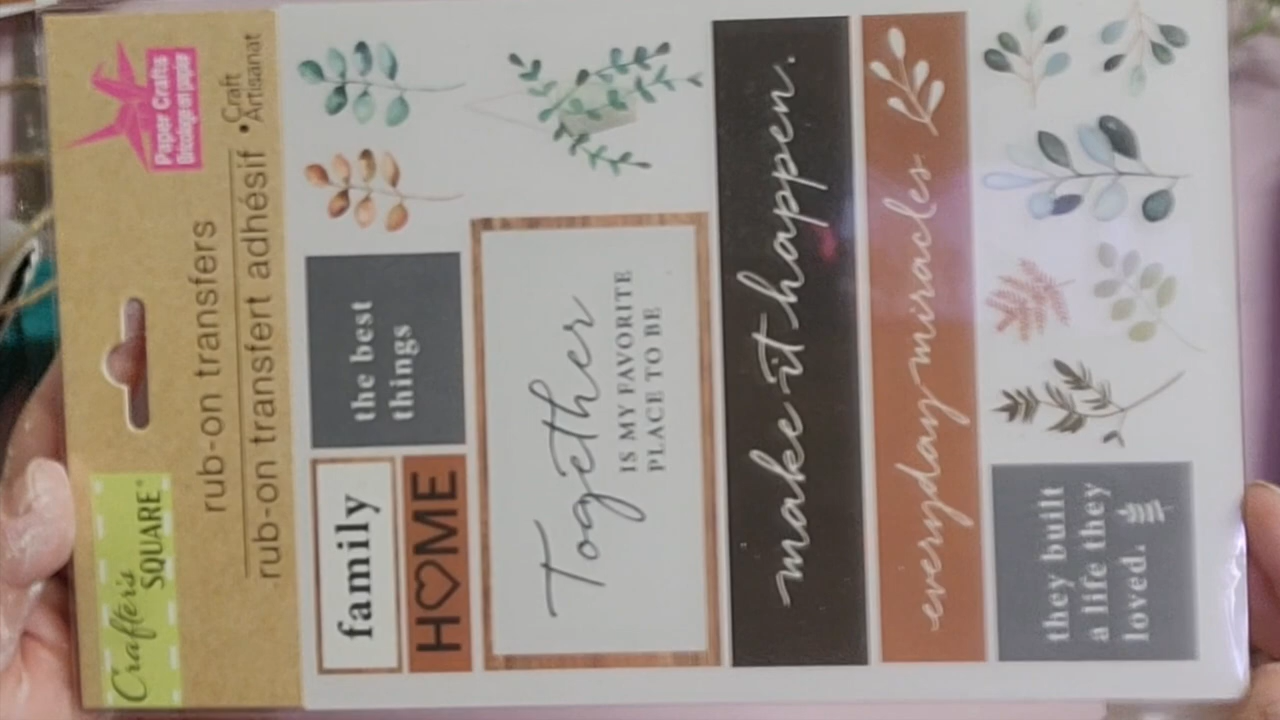 Crafter's
SQUARE
rub-on transfers
rub-on transfert adhésif
Paper Crafts
Bricolage en papier
•Craft
Artisanat
family
HOME
the best
things
Together
IS MY FAVORITE
PLACE TO BE
make it happen.
everyday miracles
they built
a life they
loved.